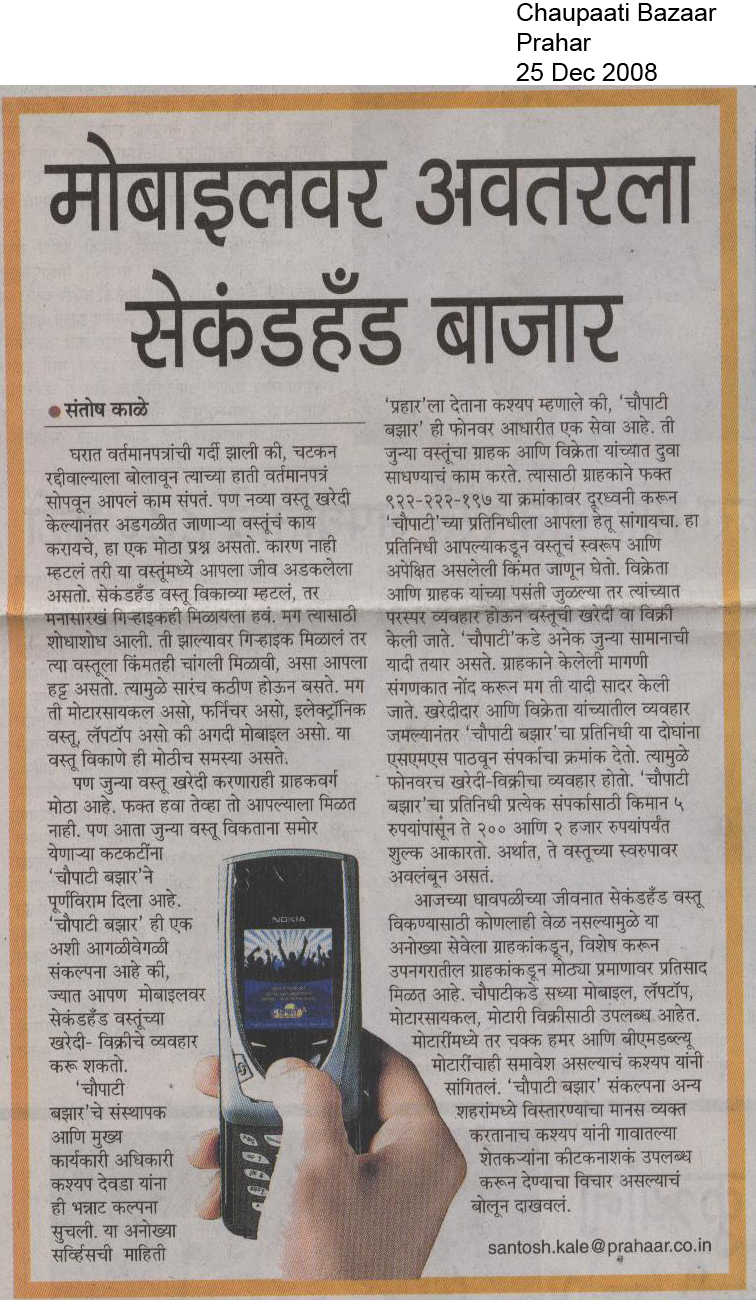 Chaupaati Bazaar
Prahar
25 Dec 2008
मोबाइलवर अवतरला
सेकंडहँड बाजार
संतोष काळे
घरात वर्तमानपत्रांची गर्दी झाली की, चटकन
रद्दीवाल्याला बोलावून त्याच्या हाती वर्तमानपत्रं
सोपवून आपलं काम संपतं. पण नव्या वस्तू खरेदी
केल्यानंतर अडगळीत जाणाऱ्या वस्तूंचं काय
करायचे, हा एक मोठा प्रश्न असतो. कारण नाही
म्हटलं तरी या वस्तूंमध्ये आपला जीव अडकलेला
असतो. सेकंडहँड वस्तू विकाव्या म्हटलं, तर
मनासारखं गिऱ्हाइकही मिळायला हवं. मग त्यासाठी
शोधाशोध आली. ती झाल्यावर गिऱ्हाइक मिळालं तर
त्या वस्तूला किंमतही चांगली मिळावी, असा आपला
हट्ट असतो. त्यामुळे सारंच कठीण होऊन बसते. मग
ती मोटारसायकल असो, फर्निचर असो, इलेक्ट्रॉनिक
वस्तू, लॅपटॉप असो की अगदी मोबाइल असो. या
वस्तू विकाणे ही मोठीच समस्या असते.
पण जुन्या वस्तू खरेदी करणाराही ग्राहकवर्ग
मोठा आहे. फक्त हवा तेव्हा तो आपल्याला मिळत
नाही. पण आता जुन्या वस्तू विकताना समोर
येणाऱ्या कटकटींना
‘चौपाटी बझार’ने
पूर्णविराम दिला आहे.
‘चौपाटी बझार’ ही एक
अशी आगळीवेगळी
संकल्पना आहे की,
ज्यात आपण मोबाइलवर
सेकंडहँड वस्तूंच्या
खरेदी- विक्रीचे व्यवहार
करू शकतो.
‘चौपाटी
बझार’चे संस्थापक
आणि मुख्य
कार्यकारी अधिकारी
कश्यप देवडा यांना
ही भन्नाट कल्पना
सुचली. या अनोख्या
सर्व्हिसची माहिती
‘प्रहार’ला देताना कश्यप म्हणाले की, ‘चौपाटी
बझार’ ही फोनवर आधारीत एक सेवा आहे. ती
जुन्या वस्तूंचा ग्राहक आणि विक्रेता यांच्यात दुवा
साधण्याचं काम करते. त्यासाठी ग्राहकाने फक्त
९२२-२२२-१९७ या क्रमांकावर दूरध्वनी करून
‘चौपाटी’च्या प्रतिनिधीला आपला हेतू सांगायचा. हा
प्रतिनिधी आपल्याकडून वस्तूचं स्वरूप आणि
अपेक्षित असलेली किंमत जाणून घेतो. विक्रेता
आणि ग्राहक यांच्या पसंती जुळल्या तर त्यांच्यात
परस्पर व्यवहार होऊन वस्तूची खरेदी वा विक्री
केली जाते. ‘चौपाटी’कडे अनेक जुन्या सामानाची
यादी तयार असते. ग्राहकाने केलेली मागणी
संगणकात नोंद करून मग ती यादी सादर केली
जाते. खरेदीदार आणि विक्रेता यांच्यातील व्यवहार
जमल्यानंतर ‘चौपाटी बझार’चा प्रतिनिधी या दोघांना
एसएमएस पाठवून संपर्काचा क्रमांक देतो. त्यामुळे
फोनवरच खरेदी-विक्रीचा व्यवहार होतो. ‘चौपाटी
बझार’चा प्रतिनिधी प्रत्येक संपर्कासाठी किमान ५
रुपयांपासून ते २०० आणि २ हजार रुपयांपर्यंत
शुल्क आकारतो. अर्थात, ते वस्तूच्या स्वरुपावर
अवलंबून असतं.
आजच्या धावपळीच्या जीवनात सेकंडहँड वस्तू
विकण्यासाठी कोणलाही वेळ नसल्यामुळे या
अनोख्या सेवेला ग्राहकांकडून, विशेष करून
उपनगरातील ग्राहकांकडून मोठ्या प्रमाणावर प्रतिसाद
मिळत आहे. चौपाटीकडे सध्या मोबाइल, लॅपटॉप,
मोटारसायकल, मोटारी विक्रीसाठी उपलब्ध आहेत.
मोटारींमध्ये तर चक्क हमर आणि बीएमडब्ल्यू
मोटारींचाही समावेश असल्याचं कश्यप यांनी
सांगितलं. ‘चौपाटी बझार’ संकल्पना अन्य
शहरांमध्ये विस्तारण्याचा मानस व्यक्त
करतानाच कश्यप यांनी गावातल्या
शेतकऱ्यांना कीटकनाशकं उपलब्ध
करून देण्याचा विचार असल्याचं
बोलून दाखवलं.
santosh.kale@prahaar.co.in
NOKIA